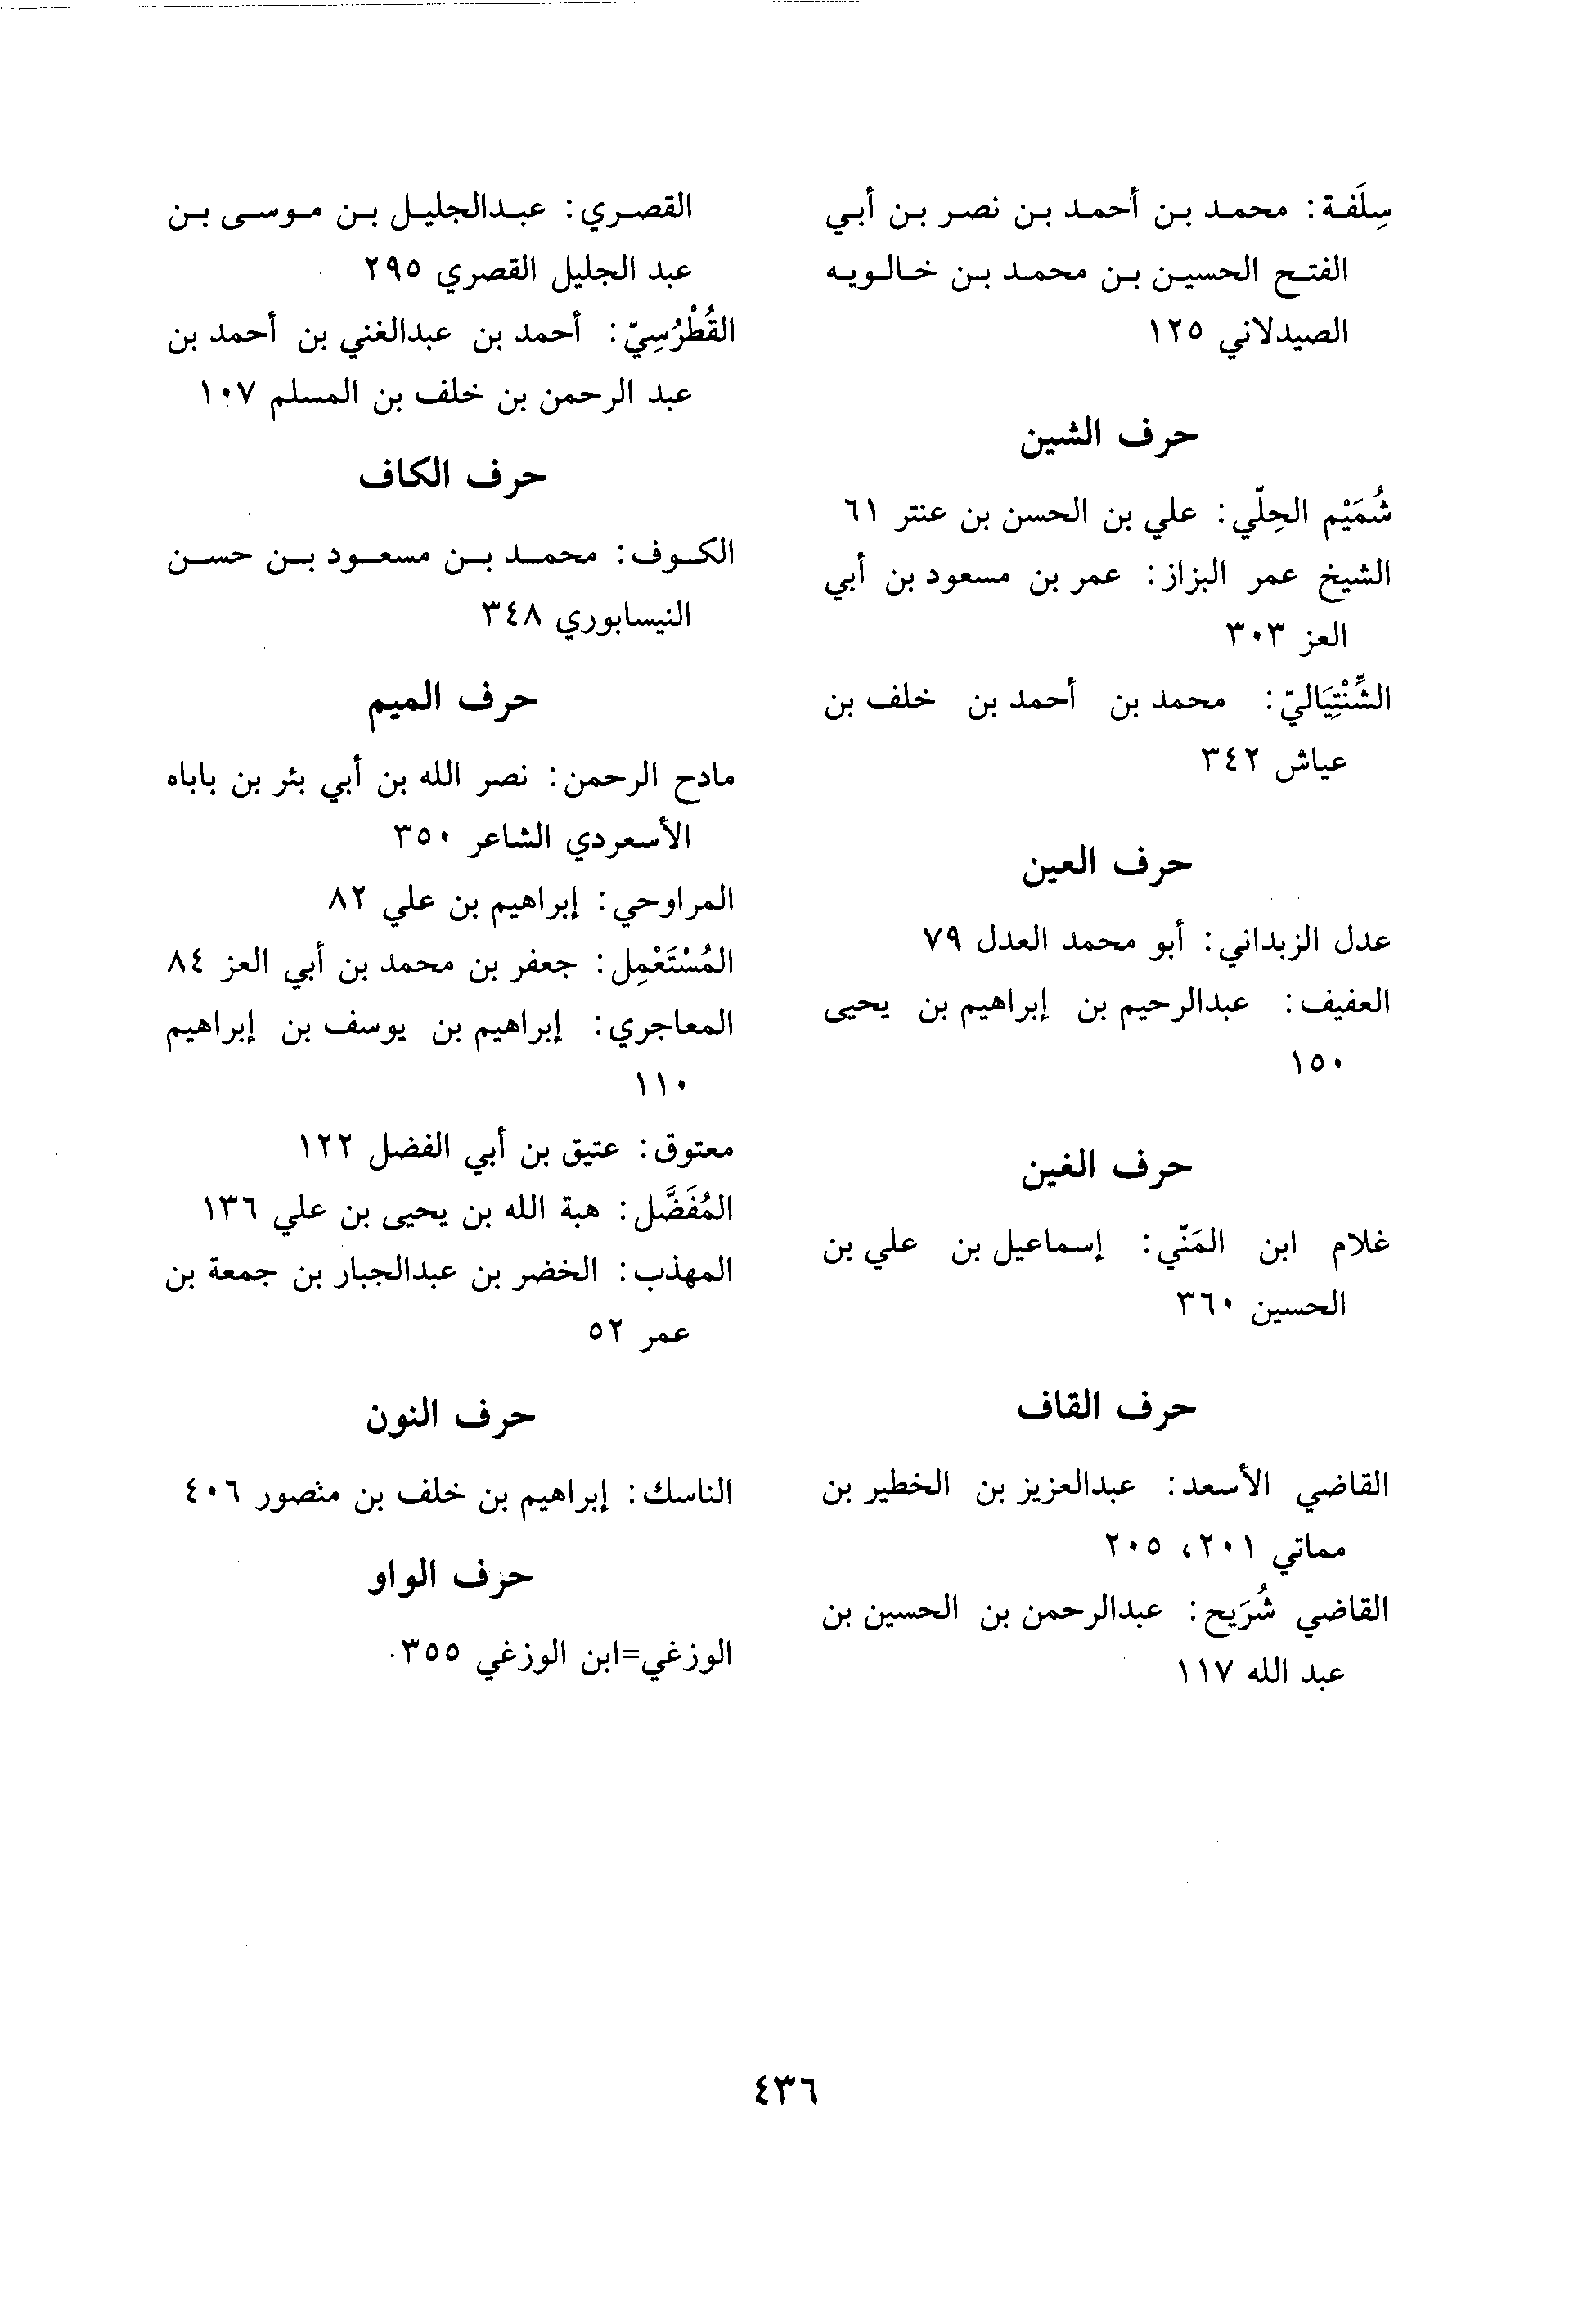 سِلَفة: محمد بن أحمد بن نصر بن أبي
الفتح الحسين بن محمد بن خالويه
الصيدلاني ١٢٥
حرف الشين
شُمَيْم الحِلّي: علي بن الحسن بن عنتر ٦١
الشيخ عمر البزاز: عمر بن مسعود بن أبي
العز ٣٠٣
الشِّنْتِيَاليّ: محمد بن أحمد بن خلف بن
عياش ٣٤٢
حرف العين
عدل الزبداني: أبو محمد العدل ٧٩
العفيف: عبدالرحيم بن إبراهيم بن يحيى
١٥٠
حرف الغين
غلام ابن المَنّي: إسماعيل بن علي بن
الحسين ٣٦٠
حرف القاف
القاضي الأسعد: عبدالعزيز بن الخطير بن
مماتي ٢٠١، ٢٠٥
القاضي شُرَيح: عبدالرحمن بن الحسين بن
عبد الله ١١٧
القصري: عبدالجليل بن موسى بن
عبد الجليل القصري ٢٩٥
القُطْرُسِيّ: أحمد بن عبدالغني بن أحمد بن
عبد الرحمن بن خلف بن المسلم ١٠٧
حرف الكاف
الكوف: محمد بن مسعود بن حسن
النيسابوري ٣٤٨
حرف الميم
مادح الرحمن: نصر الله بن أبي بئر بن باباه
الأسعردي الشاعر ٣٥٠
المراوحي: إبراهيم بن علي ٨٢
المُسْتَعْمِل: جعفر بن محمد بن أبي العز ٨٤
المعاجري: إبراهيم بن يوسف بن إبراهيم
١١٠
معتوق: عتيق بن أبي الفضل ١٢٢
المُفَضَّل: هبة الله بن يحيى بن علي ١٣٦
المهذب: الخضر بن عبدالجبار بن جمعة بن
عمر ٥٢
حرف النون
الناسك: إبراهيم بن خلف بن منصور ٤٠٦
حرف الواو
الوزغي=ابن الوزغي ٣٥٥
٤٣٦